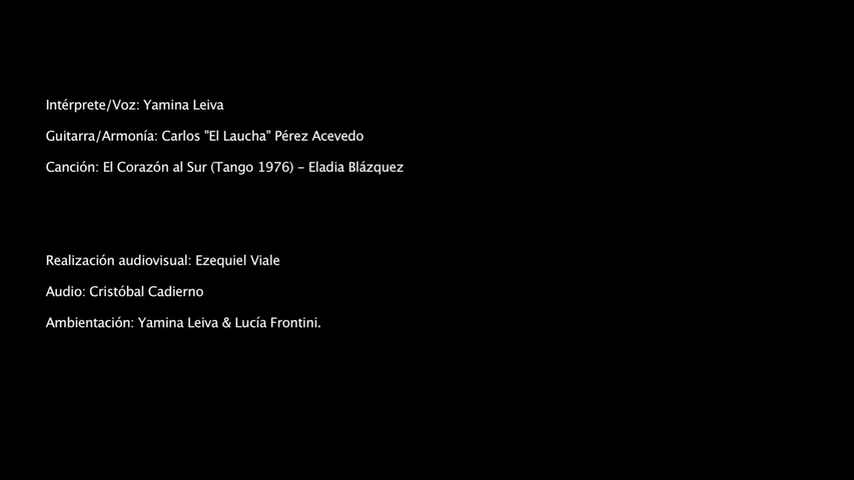 Intérprete/Voz: Yamina Leiva
Guitarra/Armonía: Carlos "El Laucha" Pérez Acevedo
Canción: El Corazón al Sur (Tango 1976) - Eladia Blázquez
Realización audiovisual: Ezequiel Viale
Audio: Cristóbal Cadierno
Ambientación: Yamina Leiva & Lucía Frontini.